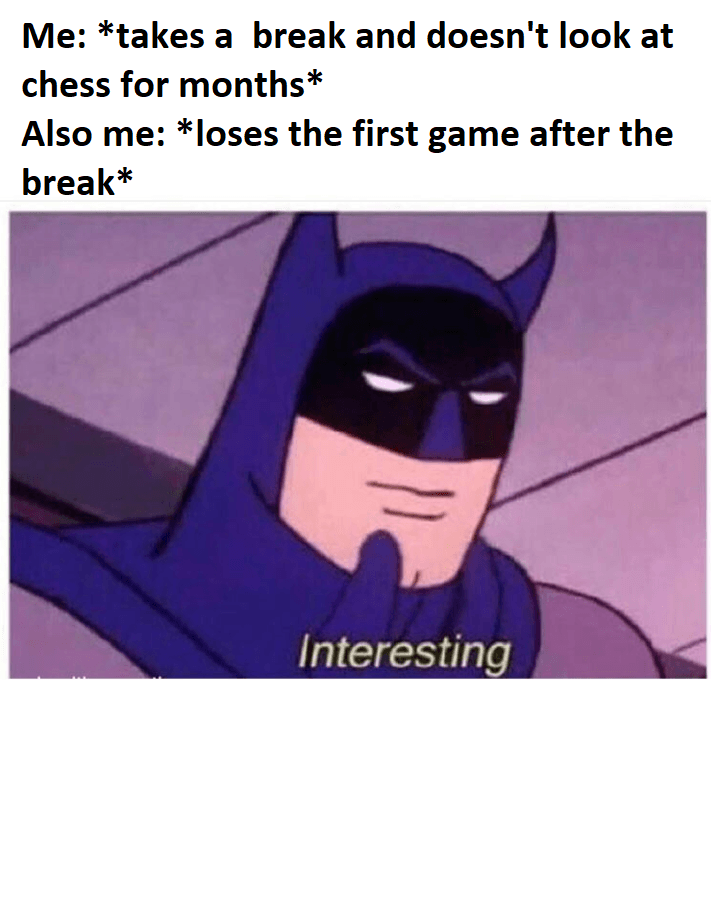 Me: *takes a  break and doesn't look at
chess for months*
Also me: *loses the first game after the
break*
Interesting